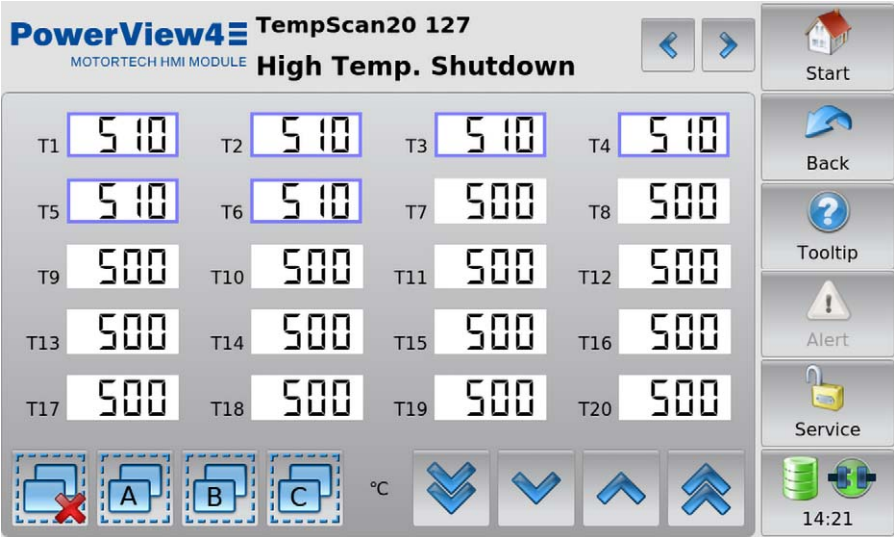 PowerView4
MOTORTECH HMI MODULE
TempScan20 127
High Temp. Shutdown
Start
T1 510 T2 510 T3 510 T4 510
Back
T5 510 T6 510 T7 500 T8 500
Tooltip
T9 500 T10 500 T11 500 T12 500
T13 500 T14 500 T15 500 T16 500
Alert
T17 500 T18 500 T19 500 T20 500
Service
A B C °C
14:21